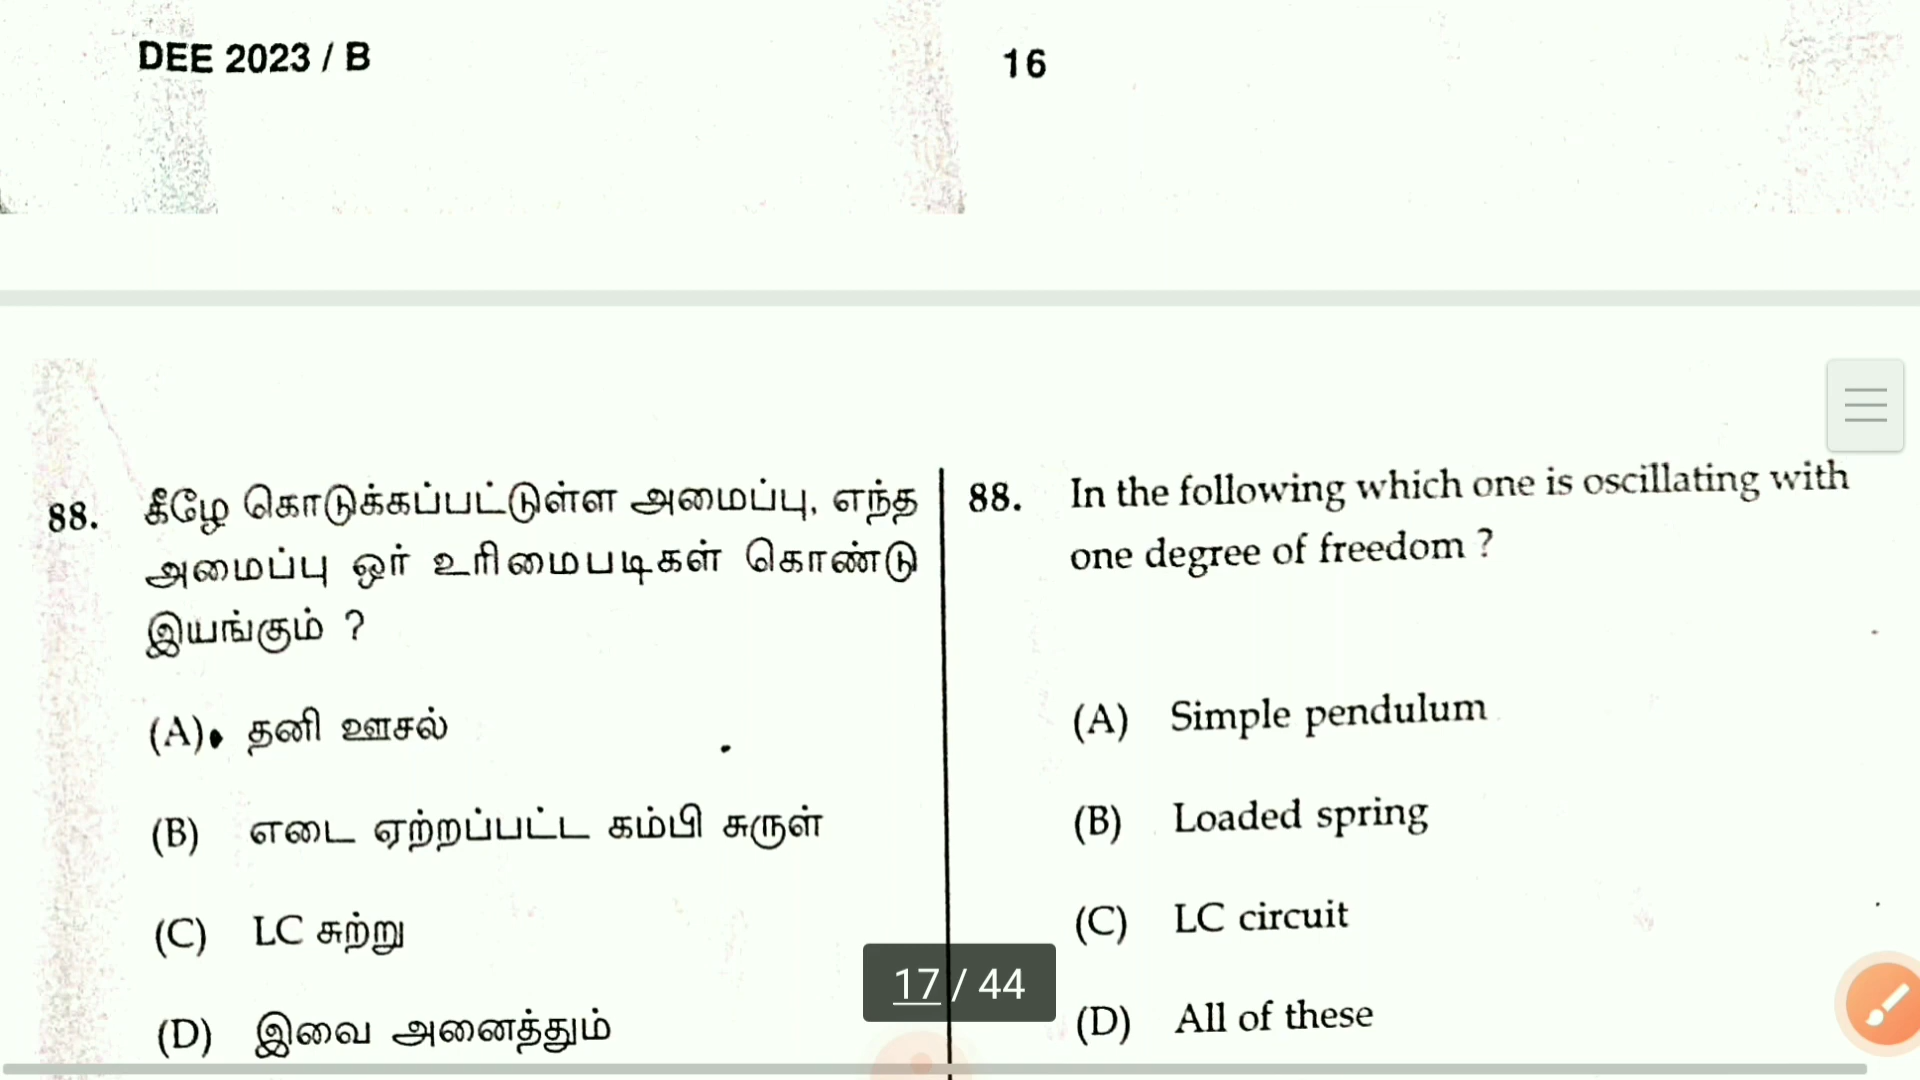 DEE 2023 / B
16
88. கீழே கொடுக்கப்பட்டுள்ள அமைப்பு, எந்த
அமைப்பு ஓர் உரிமைபடிகள் கொண்டு
இயங்கும் ?
(A) தனி ஊசல்
(B) எடை ஏற்றப்பட்ட கம்பி சுருள்
(C) LC சுற்று
(D) இவை அனைத்தும்
88. In the following which one is oscillating with
one degree of freedom ?
(A) Simple pendulum
(B) Loaded spring
(C) LC circuit
(D) All of these
17 / 44